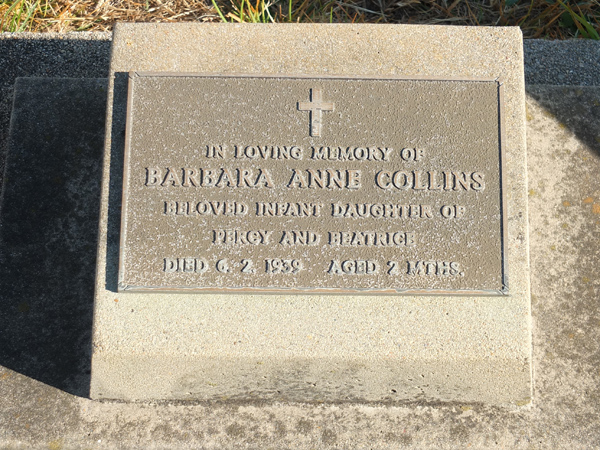 IN LOVING MEMORY OF
BARBARA ANNE COLLINS
BELOVED INFANT DAUGHTER OF
PERCY AND BEATRICE
DIED 6. 2. 1939 AGED 2 MTHS.